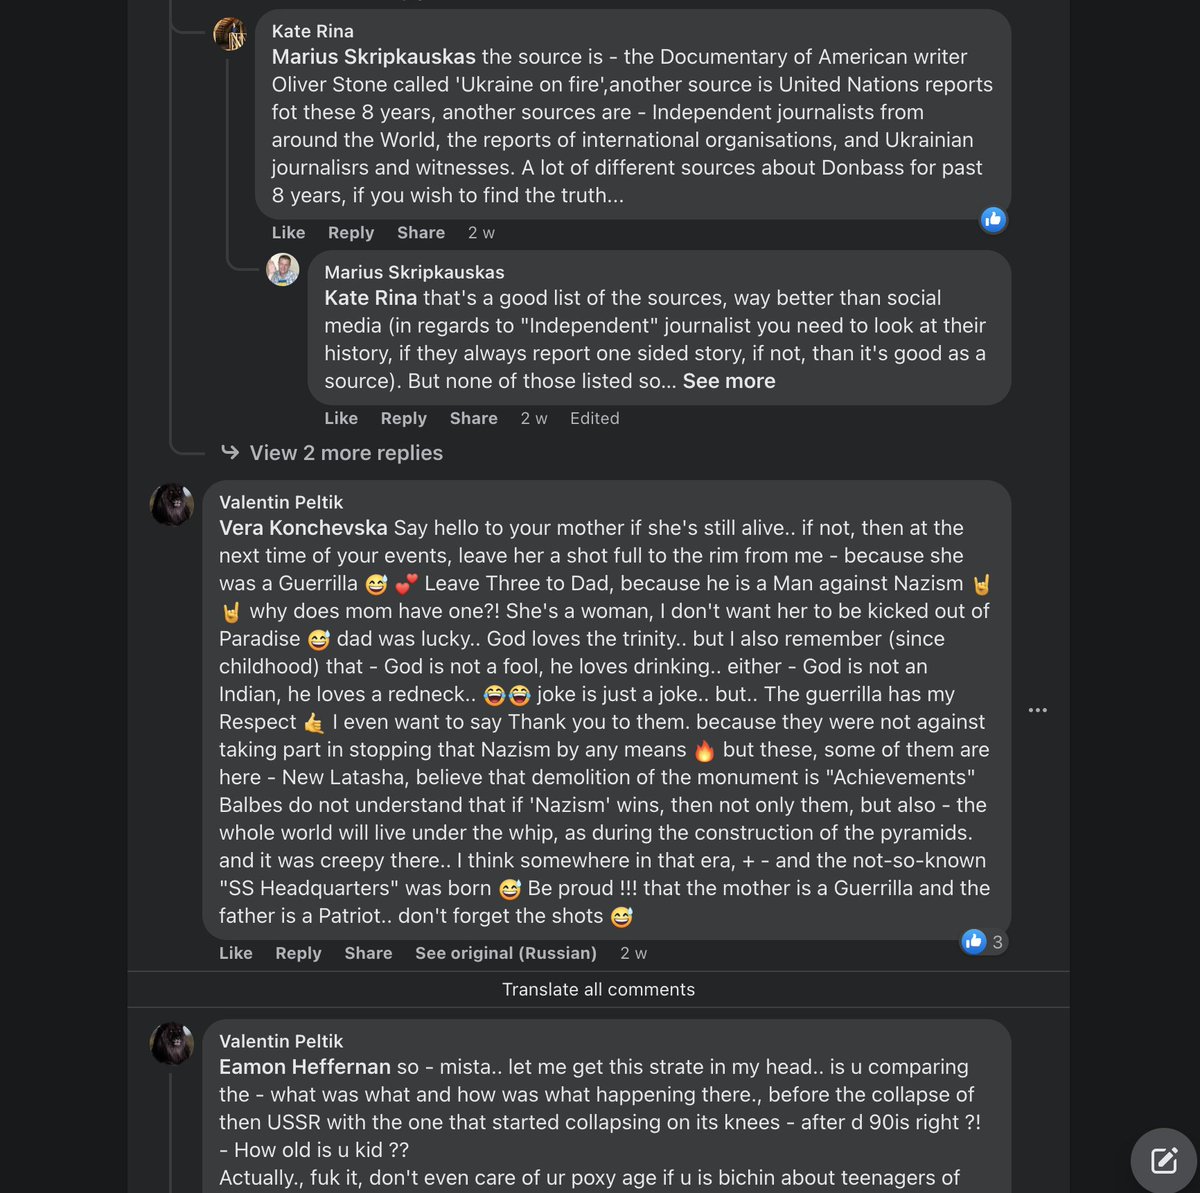 Kate Rina
Marius Skripkauskas the source is - the Documentary of American writer
Oliver Stone called 'Ukraine on fire',another source is United Nations reports
fot these 8 years, another sources are - Independent journalists from
around the World, the reports of international organisations, and Ukrainian
journalisrs and witnesses. A lot of different sources about Donbass for past
8 years, if you wish to find the truth...
Like Reply Share 2 w
Marius Skripkauskas
Kate Rina that's a good list of the sources, way better than social
media (in regards to "Independent" journalist you need to look at their
history, if they always report one sided story, if not, than it's good as a
source). But none of those listed so... See more
Like Reply Share 2 w Edited
View 2 more replies
Valentin Peltik
Vera Konchevska Say hello to your mother if she's still alive.. if not, then at the
next time of your events, leave her a shot full to the rim from me - because she
was a Guerrilla 😅 💕 Leave Three to Dad, because he is a Man against Nazism 🤘
🤘 why does mom have one?! She's a woman, I don't want her to be kicked out of
Paradise 😅 dad was lucky.. God loves the trinity.. but I also remember (since
childhood) that - God is not a fool, he loves drinking.. either - God is not an
Indian, he loves a redneck.. 😂😂 joke is just a joke.. but.. The guerrilla has my
Respect 🤙 I even want to say Thank you to them. because they were not against
taking part in stopping that Nazism by any means 🔥 but these, some of them are
here - New Latasha, believe that demolition of the monument is "Achievements"
Balbes do not understand that if 'Nazism' wins, then not only them, but also - the
whole world will live under the whip, as during the construction of the pyramids.
and it was creepy there.. I think somewhere in that era, + - and the not-so-known
"SS Headquarters" was born 😅 Be proud !!! that the mother is a Guerrilla and the
father is a Patriot.. don't forget the shots 😅
3
Like Reply Share See original (Russian) 2 w
Translate all comments
Valentin Peltik
Eamon Heffernan so - mista.. let me get this strate in my head.. is u comparing
the - what was what and how was what happening there., before the collapse of
then USSR with the one that started collapsing on its knees - after d 90is right ?!
- How old is u kid ??
Actually., fuk it, don't even care of ur poxy age if u is bichin about teenagers of